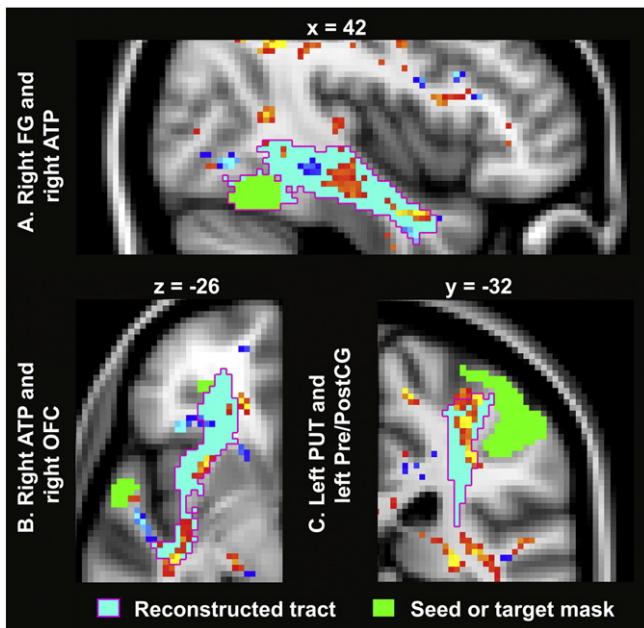 x = 42
A. Right FG and
right ATP
z = -26
B. Right ATP and
right OFC
y = -32
C. Left PUT and
left Pre/PostCG
Reconstructed tract
Seed or target mask